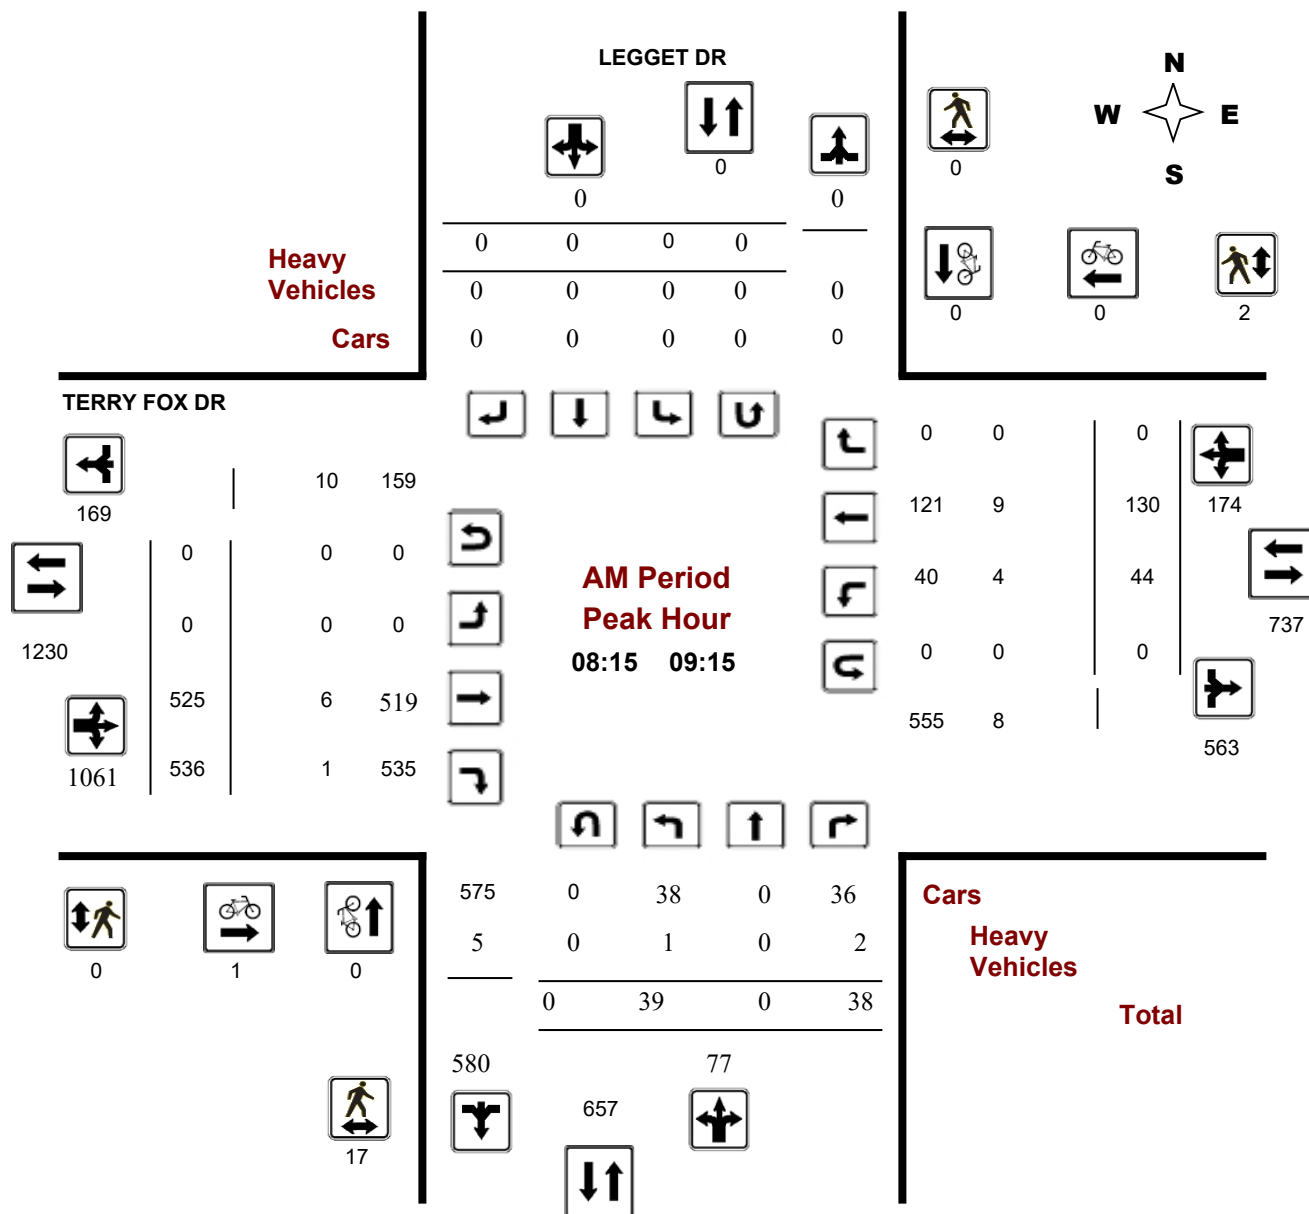 LEGGET DR
N
W E
S
0
0
0 0
0
0 0 0 0
Heavy
Vehicles
0 0 0 0 0
Cars
0 0 0 0 0
0 0 2
TERRY FOX DR
169
10 159
0 0 0
0 0 0
1230
525 6 519
536 1 535
1061
AM Period
Peak Hour
08:15 09:15
0 0 0
121 9 130 174
40 4 44
737
0 0 0
555 8
563
575 0 38 0 36
5 0 1 0 2
0 39 0 38
580 77
657
Cars
Heavy
Vehicles
Total
0 1 0
17